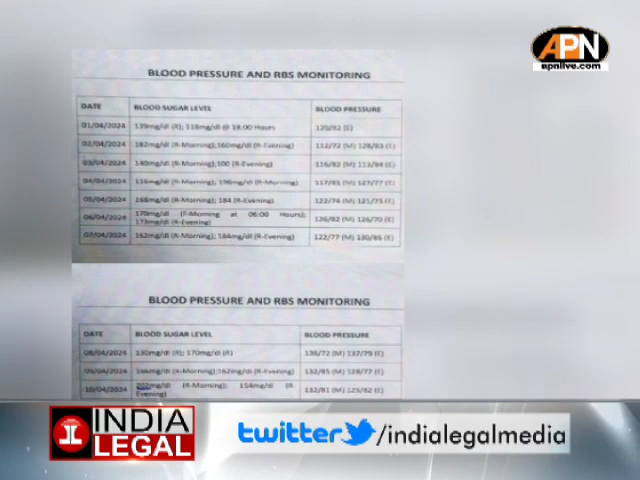 APN
apnlive.com
BLOOD PRESSURE AND RBS MONITORING
DATE BLOOD SUGAR LEVEL BLOOD PRESSURE
01/04/2024 139mg/dl (R); 118mg/dl @ 18:00 Hours 120/82 (E)
02/04/2024 182mg/dl (R-Morning);160mg/dl (R-Evening) 112/72 (M) 128/83 (E)
03/04/2024 140mg/dl (R-Morning);100 (R-Evening) 116/82 (M) 113/84 (E)
04/04/2024 116mg/dl (R-Morning); (R-Morning) 117/81 (M) 127/77 (E)
05/04/2024 166mg/dl (R-Morning); 184 (R-Evening) 122/74 (M) 121/73 (E)
06/04/2024 170mg/dl (F-Morning at 06:00 Hours);
173mg/dl (R-Evening) 126/82 (M) 126/70 (E)
07/04/2024 162mg/dl (R-Morning); 184mg/dl (R-Evening) 122/77 (M) 130/86 (E)
BLOOD PRESSURE AND RBS MONITORING
DATE BLOOD SUGAR LEVEL BLOOD PRESSURE
08/04/2024 130mg/dl (R); 170mg/dl (R) 136/72 (M) 137/79 (E)
09/04/2024 166mg/dl (R-Morning);162mg/dl (R-Evening) 132/85 (M) 128/77 (E)
10/04/2024 202mg/dl (R-Morning); 154mg/dl (R-
Evening) 132/81 (M) 125/82 (E)
INDIA
LEGAL
twitter /indialegalmedia